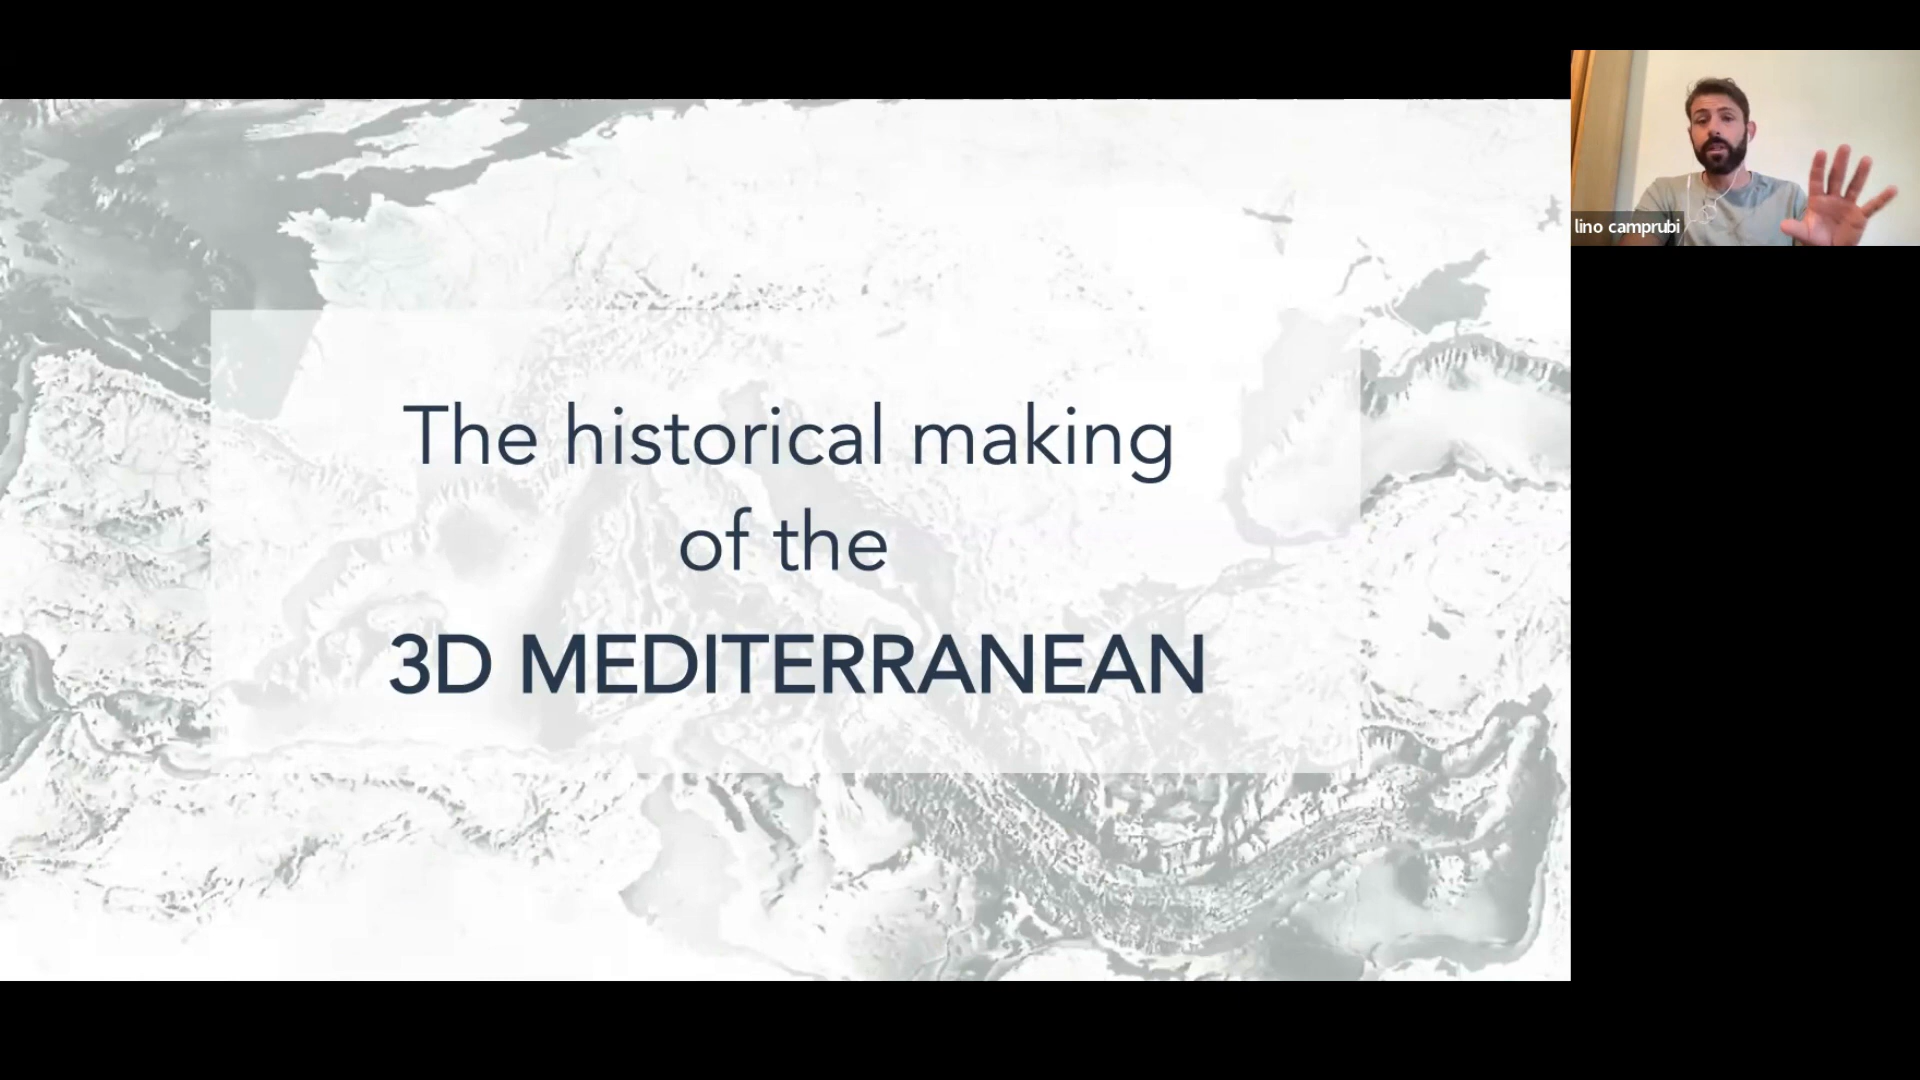 The historical making
of the
3D MEDITERRANEAN
lino camprubi